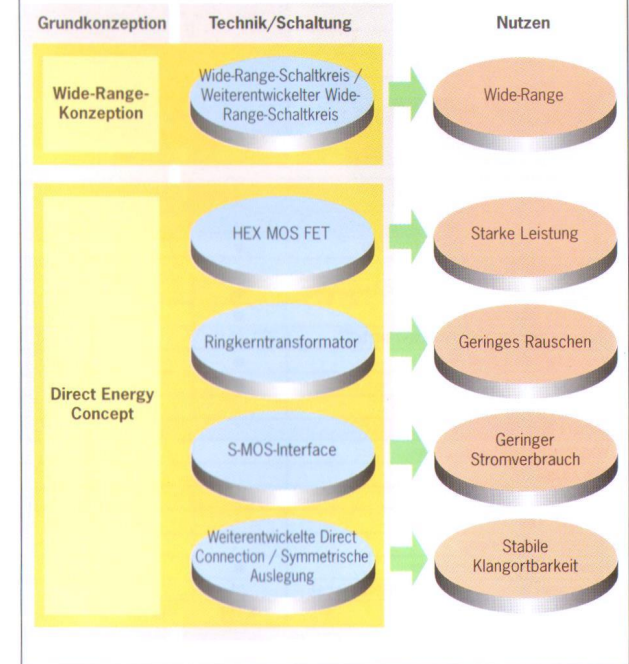 Grundkonzeption
Technik/Schaltung
Nutzen
Wide-Range-
Konzeption
Wide-Range-Schaltkreis /
Weiterentwickelter Wide-
Range-Schaltkreis
Wide-Range
Direct Energy
Concept
HEX MOS FET
Starke Leistung
Ringkerntransformator
Geringes Rauschen
S-MOS-Interface
Geringer
Stromverbrauch
Weiterentwickelte Direct
Connection / Symmetrische
Auslegung
Stabile
Klangortbarkeit